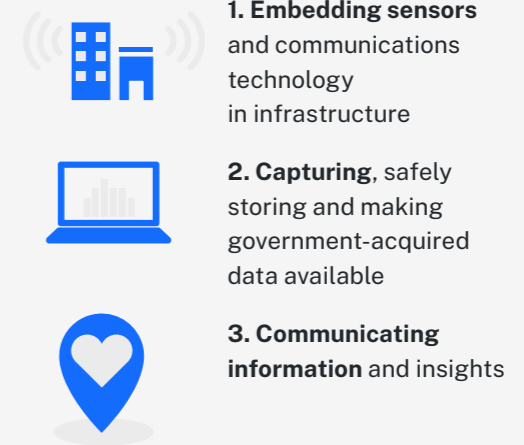 1. Embedding sensors
and communications
technology
in infrastructure
2. Capturing, safely
storing and making
government-acquired
data available
3. Communicating
information and insights